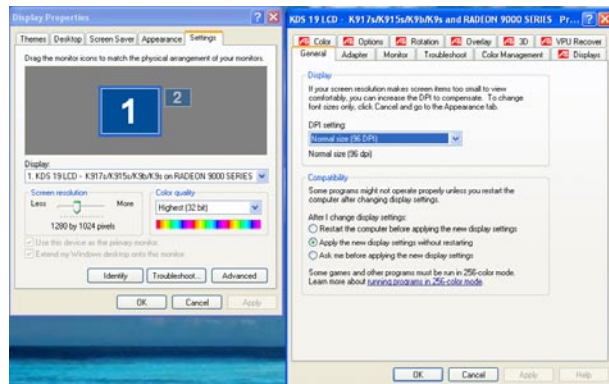 Display Properties
Themes
Desktop
Screen Saver
Appearance
Settings
Drag the monitor icons to match the physical arrangement of your monitors.
1
2
Display:
1. KDS 19 LCD - K917s/K915s/K9b/K9s on RADEON 9000 SERIES
Screen resolution
Less
More
1280 by 1024 pixels
Color quality
Highest (32 bit)
Use this device as the primary monitor.
Extend my Windows desktop onto this monitor.
Identify
Troubleshoot...
Advanced
OK
Cancel
Apply
KDS 19 LCD - K917s/K915s/K9b/K9s and RADEON 9000 SERIES Pr...
Color
Options
Rotation
Overlay
3D
VPU Recover
General
Adapter
Monitor
Troubleshoot
Color Management
Displays
Display
If your screen resolution makes screen items too small to view
comfortably, you can increase the DPI to compensate. To change
font sizes only, click Cancel and go to the Appearance tab.
DPI setting:
Normal size (96 DPI)
Normal size (96 dpi)
Compatibility
Some programs might not operate properly unless you restart the
computer after changing display settings.
After I change display settings:
Restart the computer before applying the new display settings
Apply the new display settings without restarting
Ask me before applying the new display settings
Some games and other programs must be run in 256-color mode.
Learn more about running programs in 256-color mode.
OK
Cancel
Apply
Help